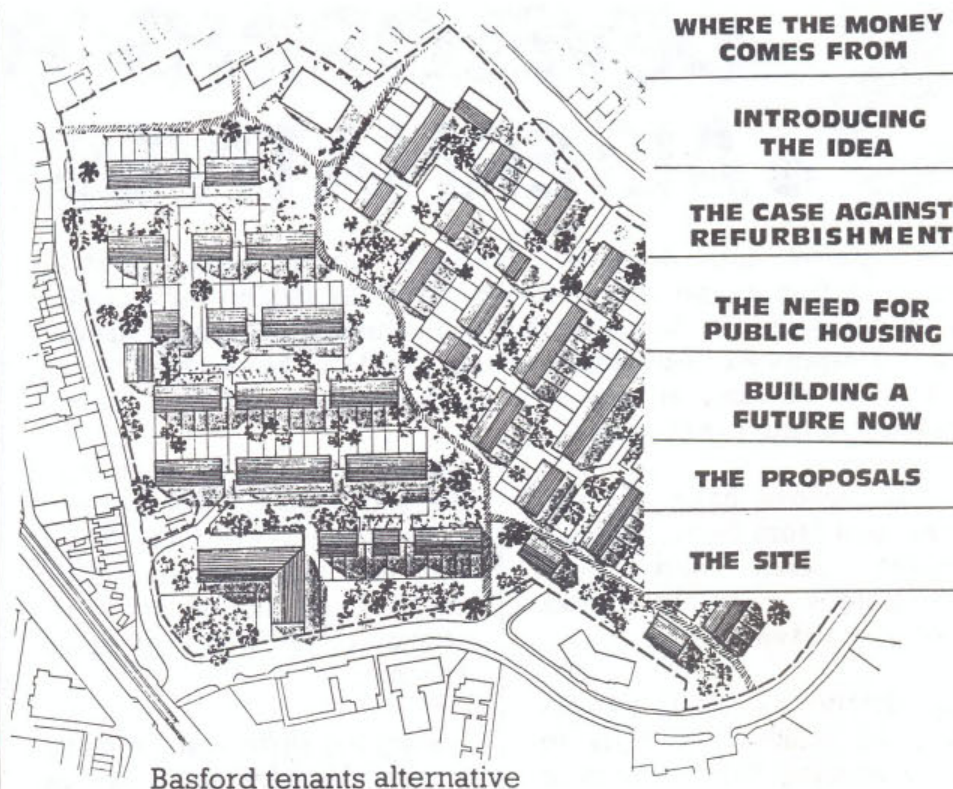 WHERE THE MONEY
COMES FROM
INTRODUCING
THE IDEA
THE CASE AGAINST
REFURBISHMENT
THE NEED FOR
PUBLIC HOUSING
BUILDING A
FUTURE NOW
THE PROPOSALS
THE SITE
Basford tenants alternative